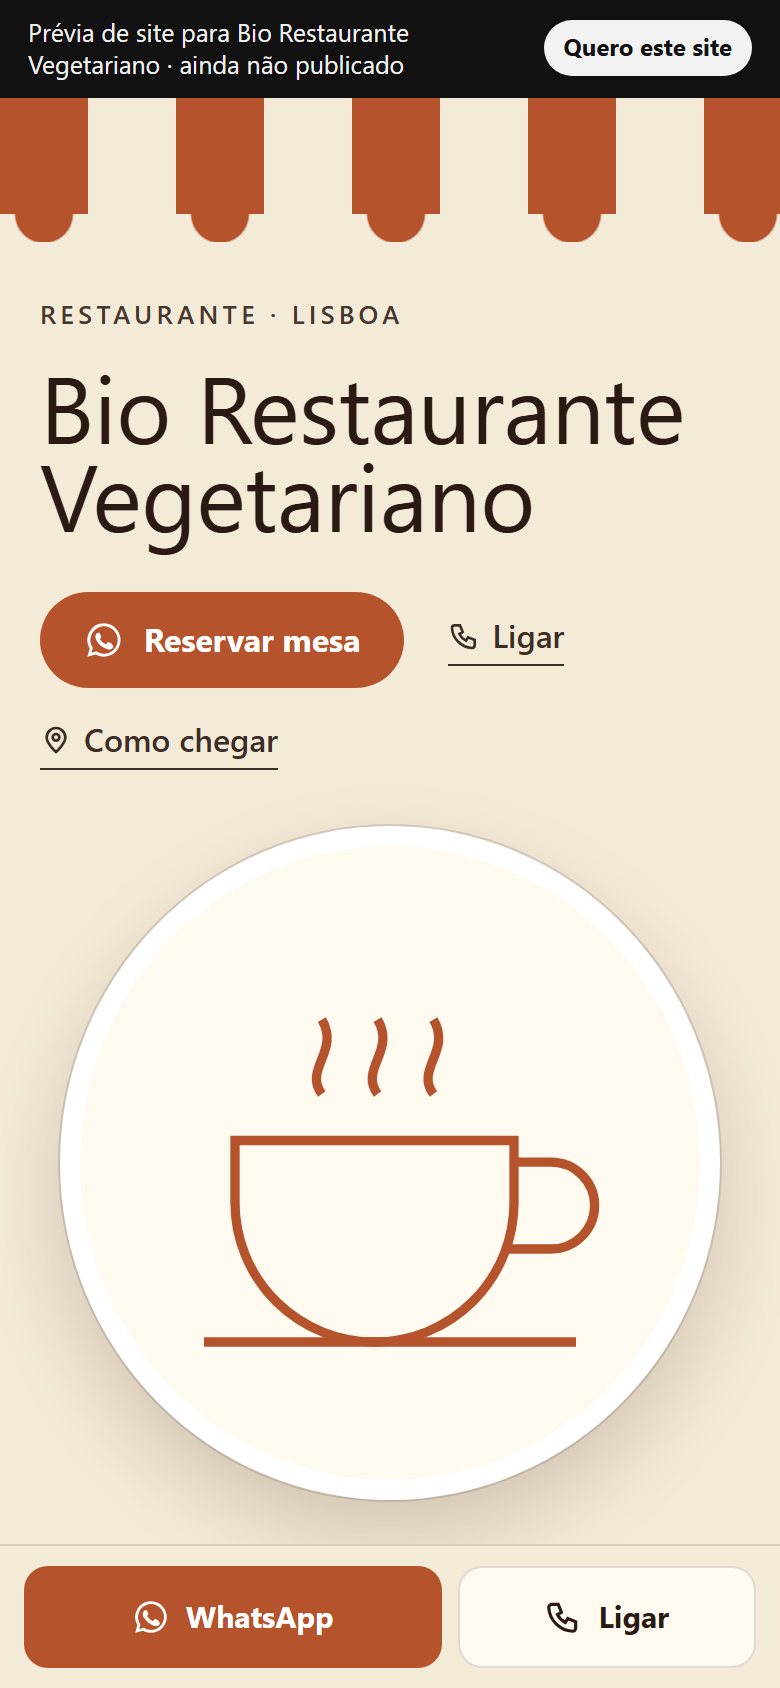 Prévia de site para Bio Restaurante
Vegetariano · ainda não publicado
Quero este site
RESTAURANTE · LISBOA
Bio Restaurante
Vegetariano
Reservar mesa
Ligar
Como chegar
WhatsApp
Ligar